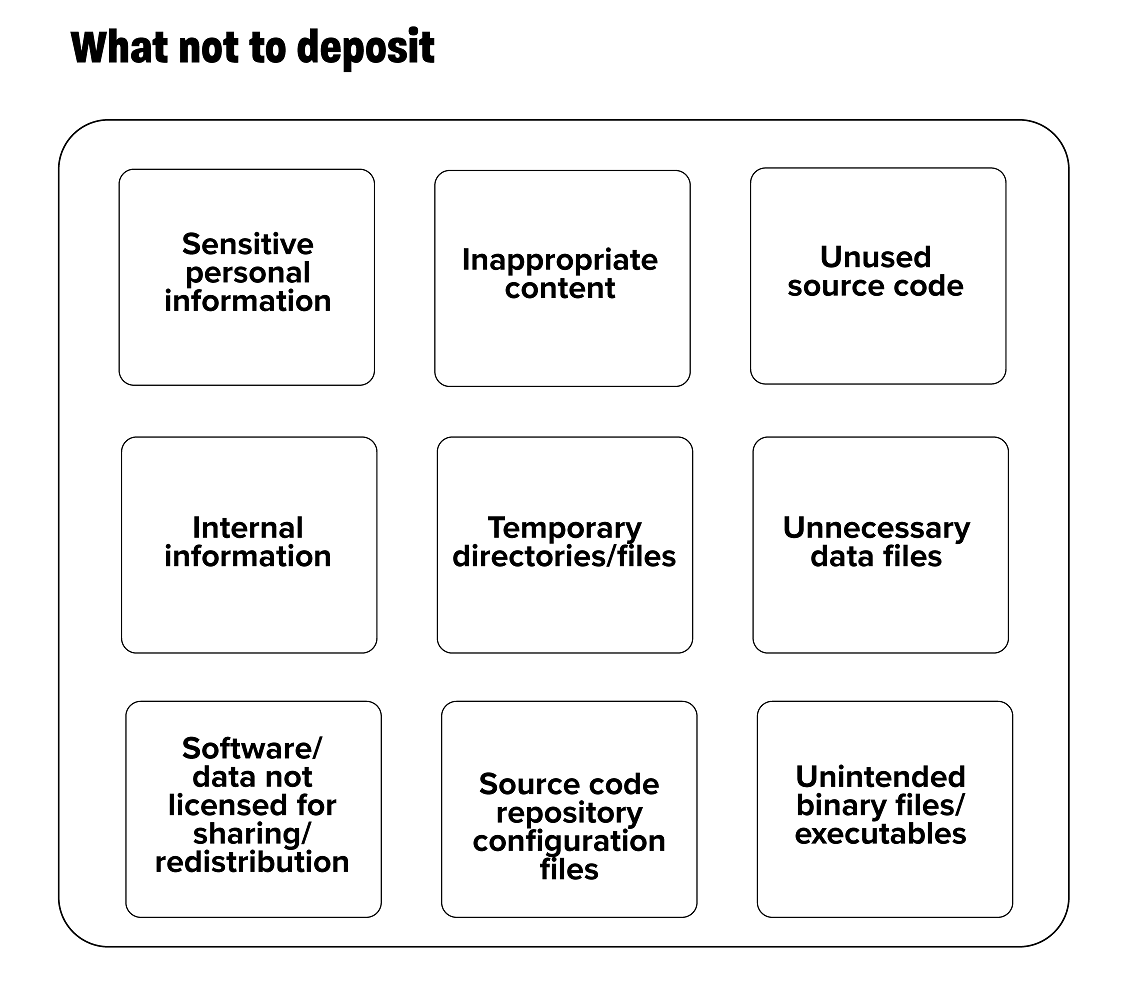 What not to deposit
Sensitive
personal
information
Inappropriate
content
Unused
source code
Internal
information
Temporary
directories/files
Unnecessary
data files
Software/
data not
licensed for
sharing/
redistribution
Source code
repository
configuration
files
Unintended
binary files/
executables